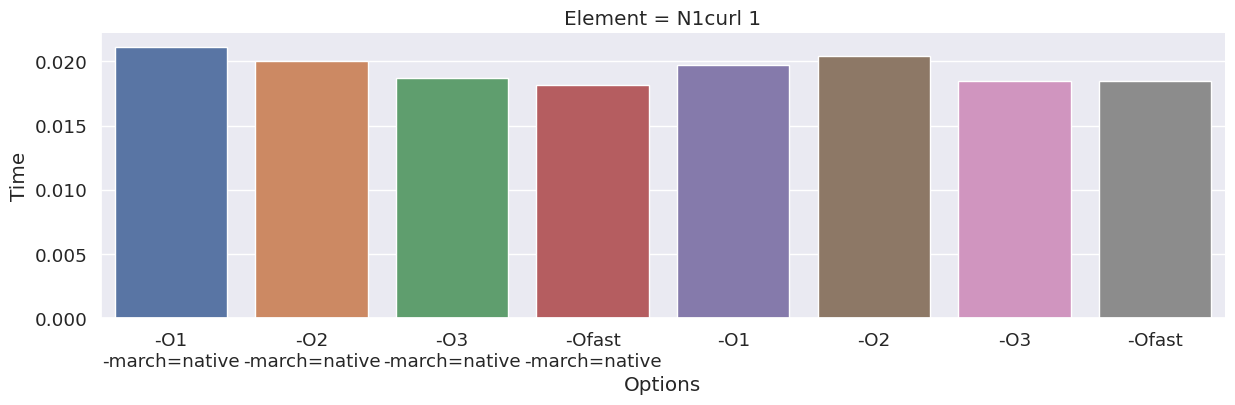 Element = N1curl 1
Time
0.020
0.015
0.010
0.005
0.000
-O1 -O2 -O3 -Ofast -O1 -O2 -O3 -Ofast
-march=native -march=native -march=native -march=native
Options